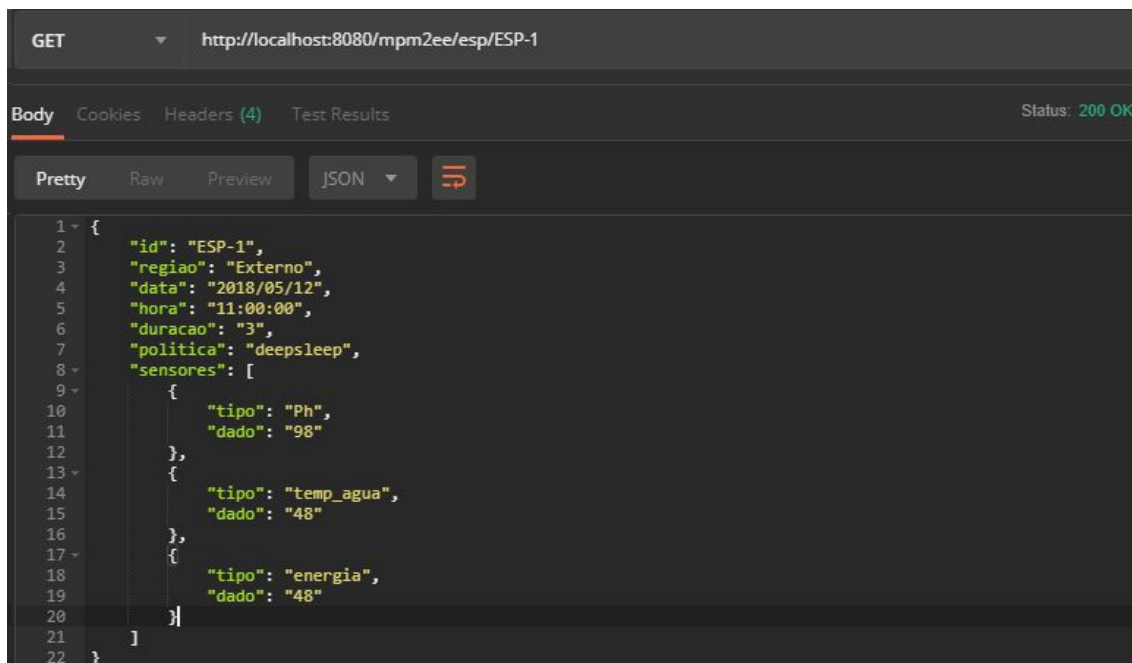 GET http://localhost:8080/mpm2ee/esp/ESP-1
Body Cookies Headers (4) Test Results Status: 200 OK
Pretty Raw Preview JSON
1 {
2 "id": "ESP-1",
3 "regiao": "Externo",
4 "data": "2018/05/12",
5 "hora": "11:00:00",
6 "duracao": "3",
7 "politica": "deepsleep",
8 "sensores": [
9 {
10 "tipo": "Ph",
11 "dado": "98"
12 },
13 {
14 "tipo": "temp_agua",
15 "dado": "48"
16 },
17 {
18 "tipo": "energia",
19 "dado": "48"
20 }
21 ]
22 }